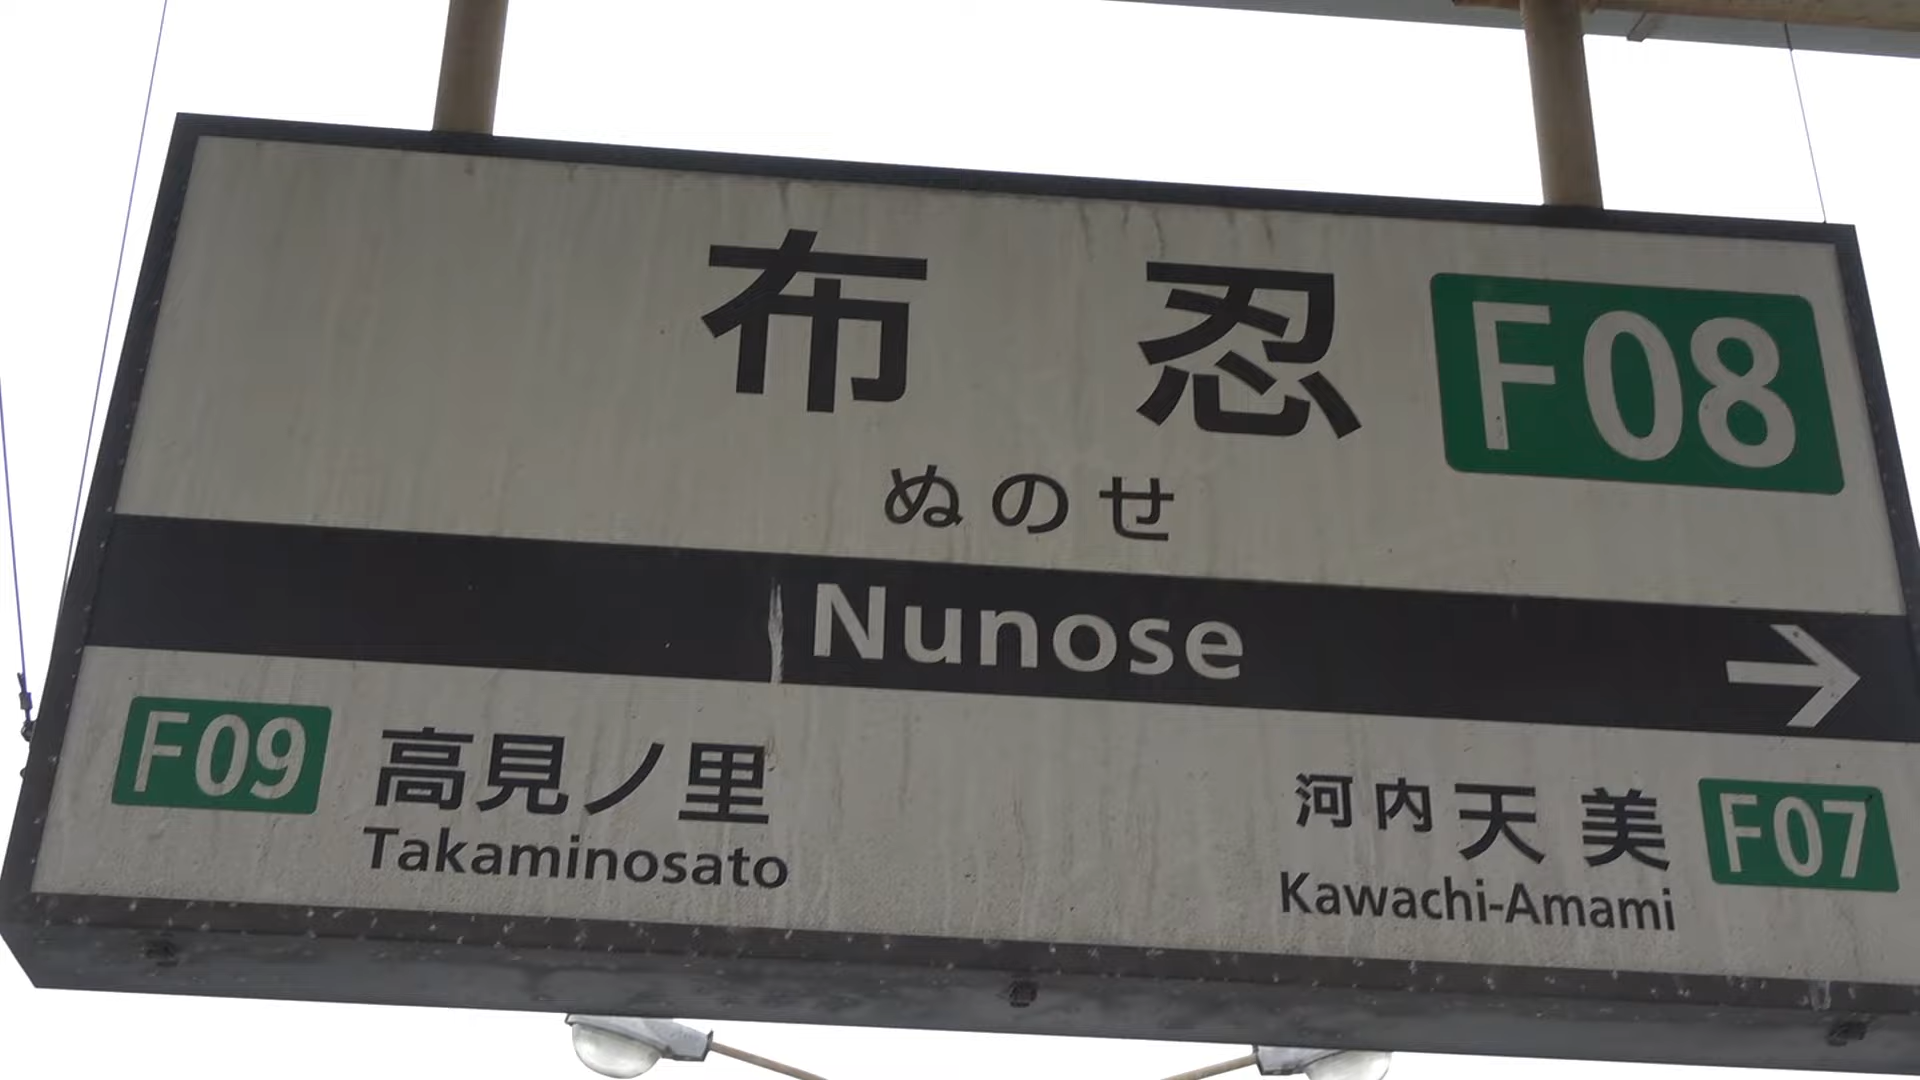 布忍 F08
ぬのせ
Nunose →
F09 高見ノ里
Takaminosato
河内天美 F07
Kawachi-Amami